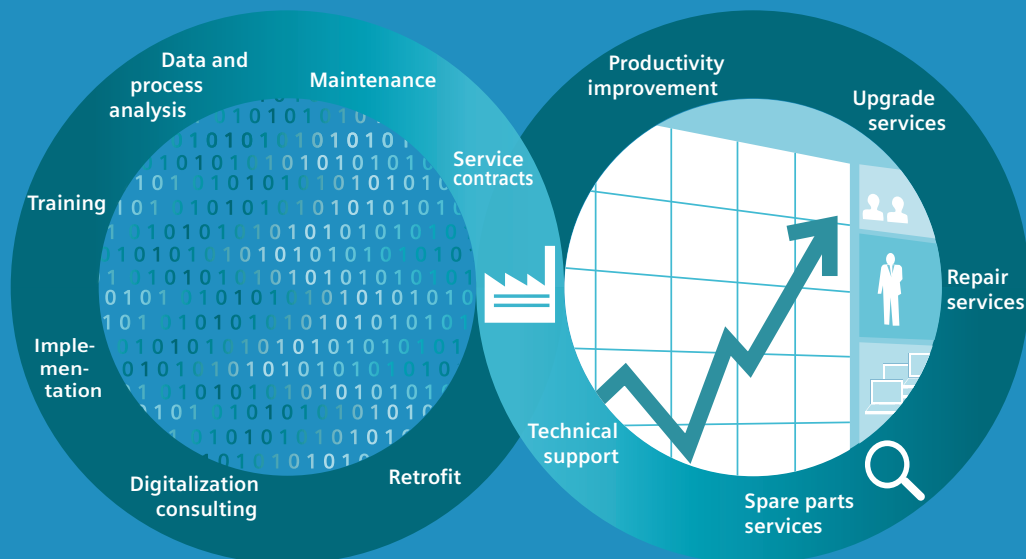 Data and
process
analysis
Maintenance
Service
contracts
Training
Imple-
men-
tation
Digitalization
consulting
Retrofit
Productivity
improvement
Upgrade
services
Repair
services
Technical
support
Spare parts
services